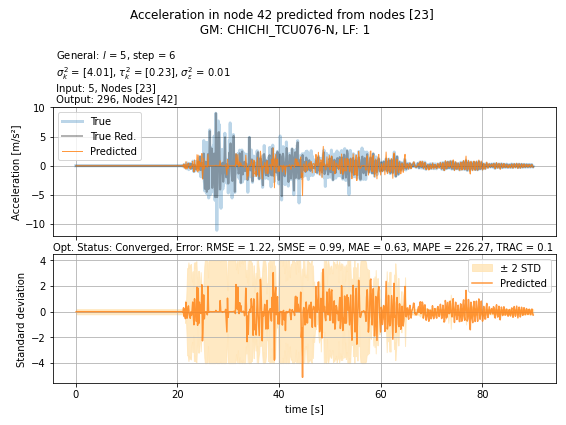 Acceleration in node 42 predicted from nodes [23]
GM: CHICHI_TCU076-N, LF: 1
General: l = 5, step = 6
σ²ₖ = [4.01], τ²ₖ = [0.23], σ²ε = 0.01
Input: 5, Nodes [23]
Output: 296, Nodes [42]
Acceleration [m/s²]
10
5
0
−5
−10
True
True Red.
Predicted
Opt. Status: Converged, Error: RMSE = 1.22, SMSE = 0.99, MAE = 0.63, MAPE = 226.27, TRAC = 0.1
Standard deviation
4
2
0
−2
−4
± 2 STD
Predicted
0 20 40 60 80
time [s]